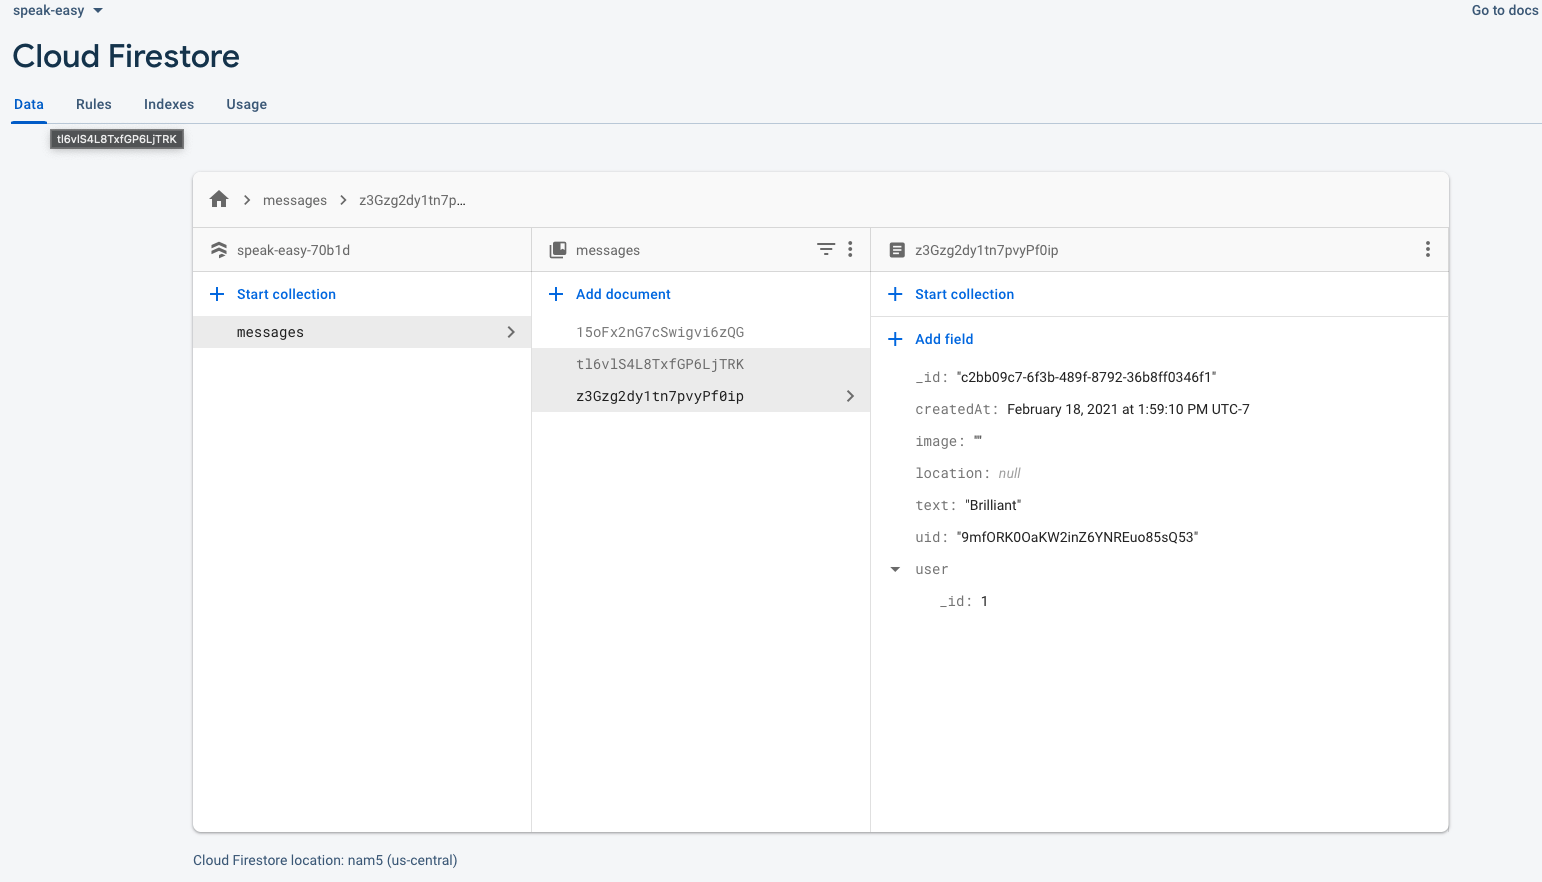 speak-easy
Go to docs
Cloud Firestore
Data Rules Indexes Usage
tl6vlS4L8TxfGP6LjTRK
messages z3Gzg2dy1tn7p...
speak-easy-70b1d
Start collection
messages
messages
Add document
15oFx2nG7cSwigvi6zQG
tl6vlS4L8TxfGP6LjTRK
z3Gzg2dy1tn7pvyPf0ip
z3Gzg2dy1tn7pvyPf0ip
Start collection
Add field
_id: "c2bb09c7-6f3b-489f-8792-36b8ff0346f1"
createdAt: February 18, 2021 at 1:59:10 PM UTC-7
image: ""
location: null
text: "Brilliant"
uid: "9mfORK0OaKW2inZ6YNREuo85sQ53"
user
_id: 1
Cloud Firestore location: nam5 (us-central)